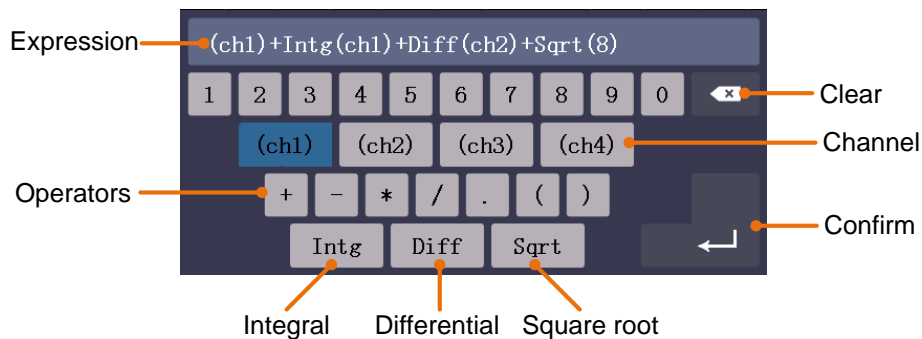 Expression
(ch1)+Intg(ch1)+Diff(ch2)+Sqrt(8)
1 2 3 4 5 6 7 8 9 0
Clear
(ch1) (ch2) (ch3) (ch4)
Channel
Operators
+ - * / . ( )
Confirm
Intg Diff Sqrt
Integral Differential Square root